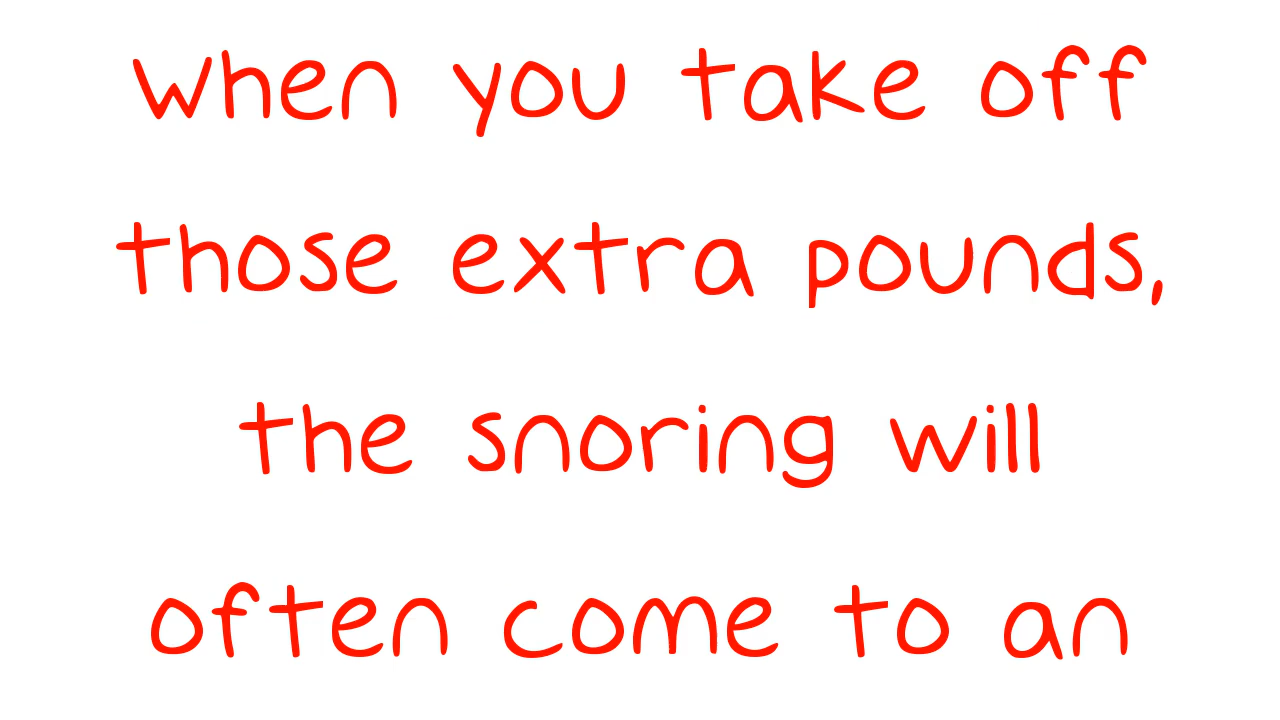 When you take off
those extra pounds,
the snoring will
often come to an